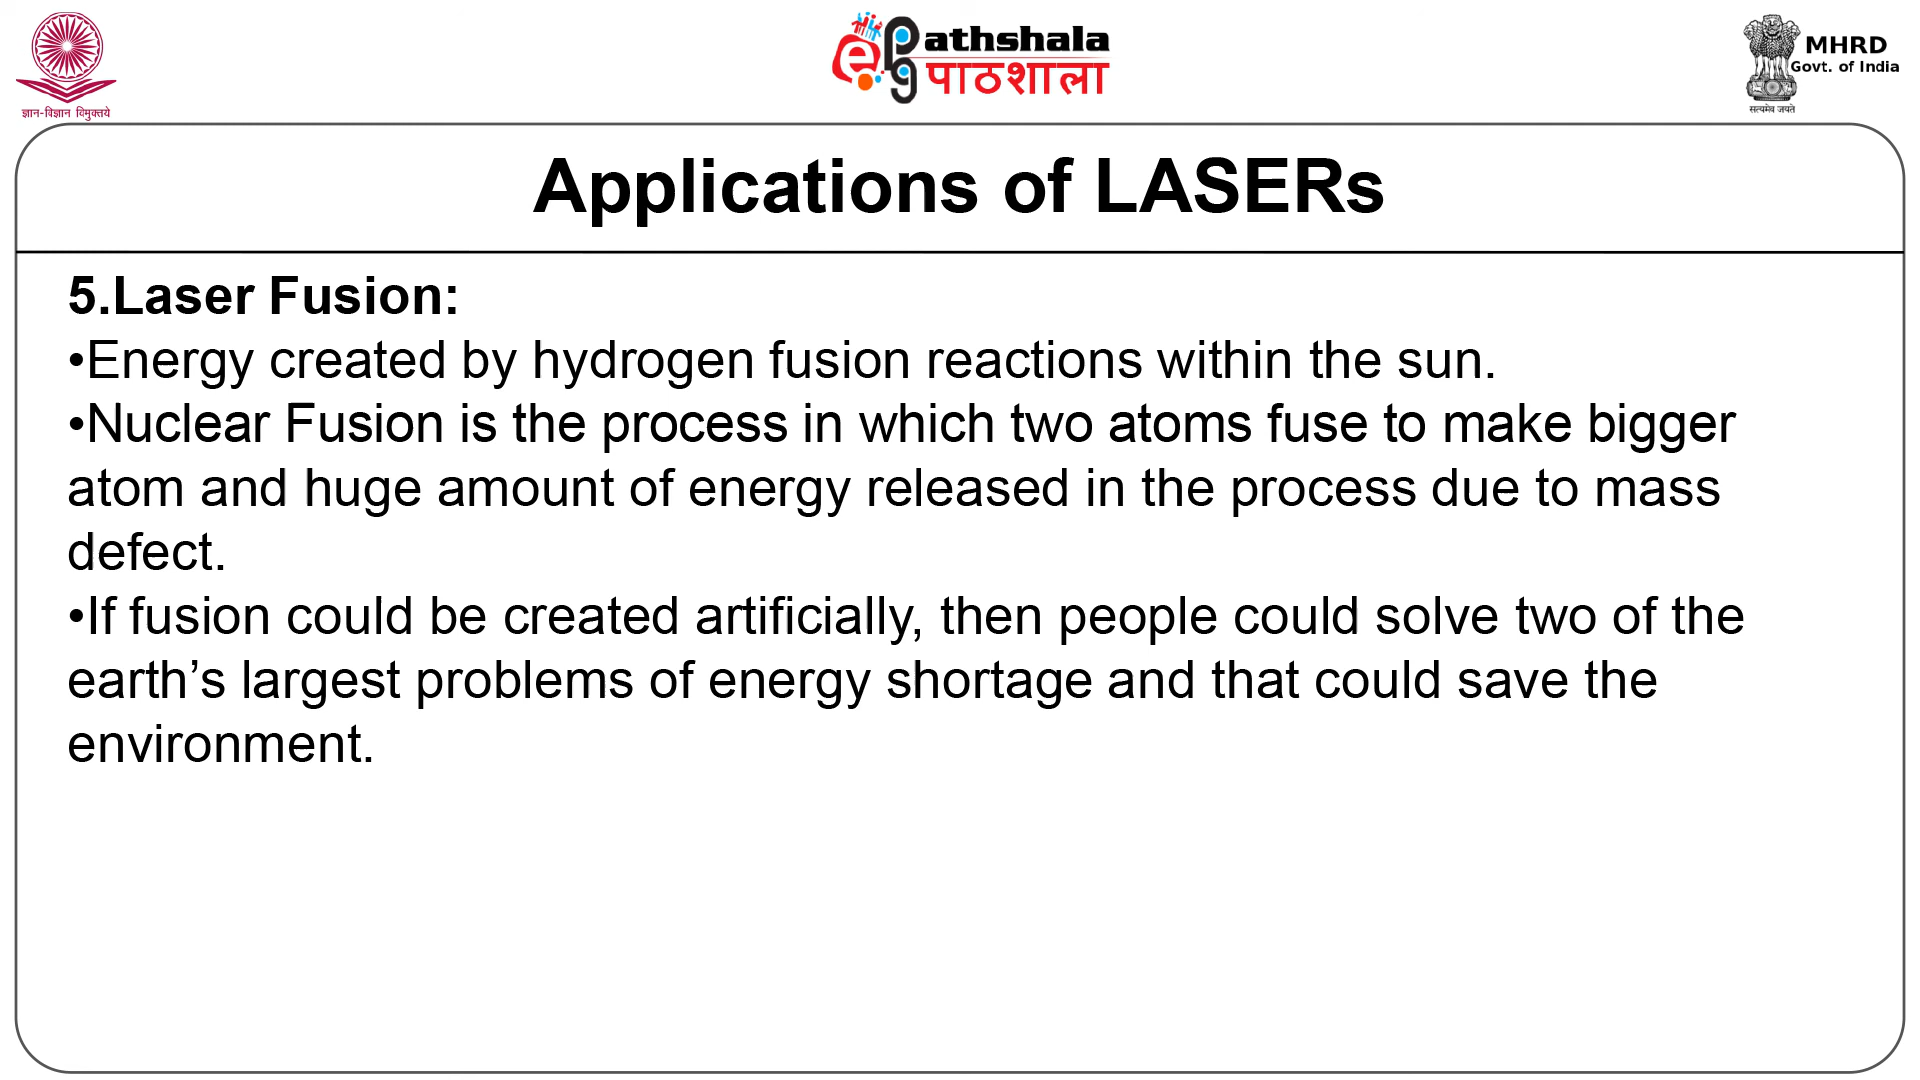 ज्ञान-विज्ञान विमुक्तये
ePG Pathshala
पाठशाला
MHRD
Govt. of India
सत्यमेव जयते
Applications of LASERs
5.Laser Fusion:
•Energy created by hydrogen fusion reactions within the sun.
•Nuclear Fusion is the process in which two atoms fuse to make bigger
atom and huge amount of energy released in the process due to mass
defect.
•If fusion could be created artificially, then people could solve two of the
earth’s largest problems of energy shortage and that could save the
environment.